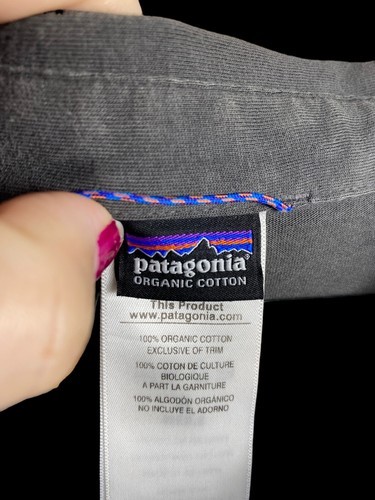 patagonia®
ORGANIC COTTON
This Product
www.patagonia.com
100% ORGANIC COTTON
EXCLUSIVE OF TRIM
100% COTON DE CULTURE
BIOLOGIQUE
A PART LA GARNITURE
100% ALGODÓN ORGÁNICO
NO INCLUYE EL ADORNO